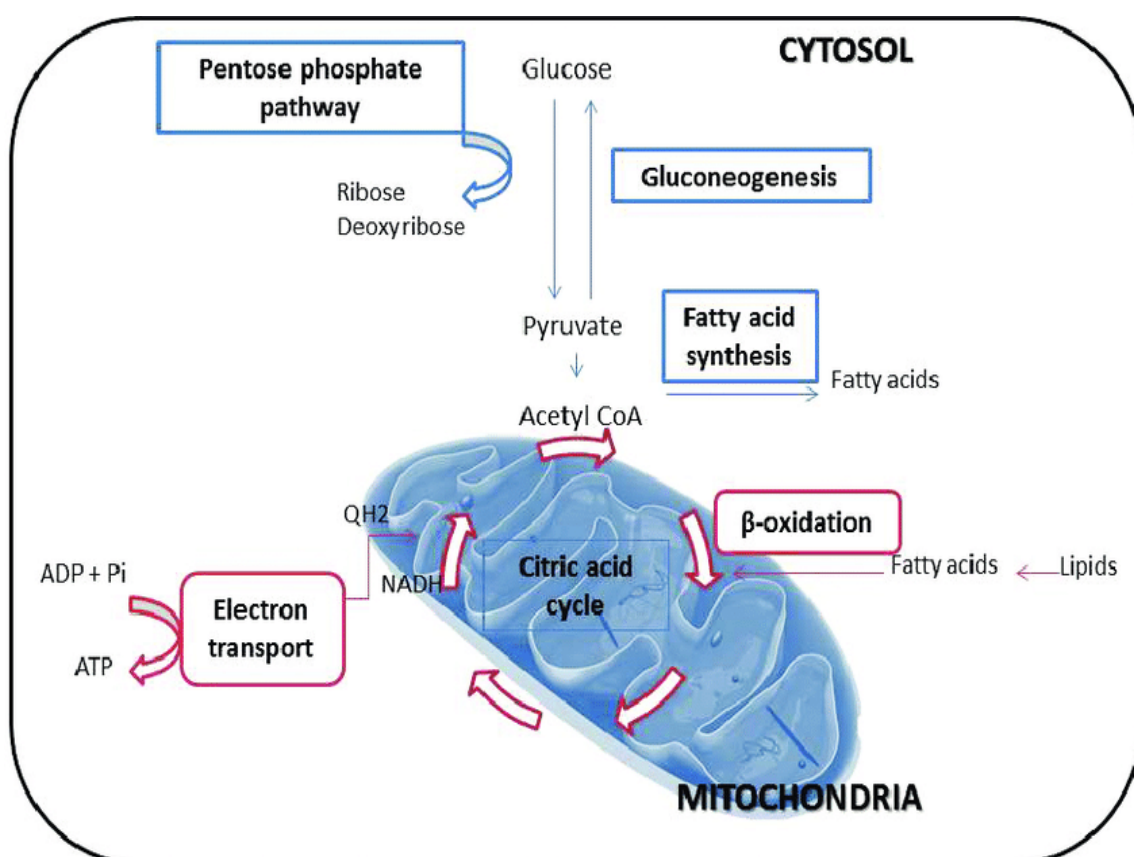 CYTOSOL
Pentose phosphate
pathway
Glucose
Gluconeogenesis
Ribose
Deoxyribose
Pyruvate
Fatty acid
synthesis
Fatty acids
Acetyl CoA
QH2
β-oxidation
ADP + Pi
NADH
Citric acid
cycle
Fatty acids
Lipids
Electron
transport
ATP
MITOCHONDRIA